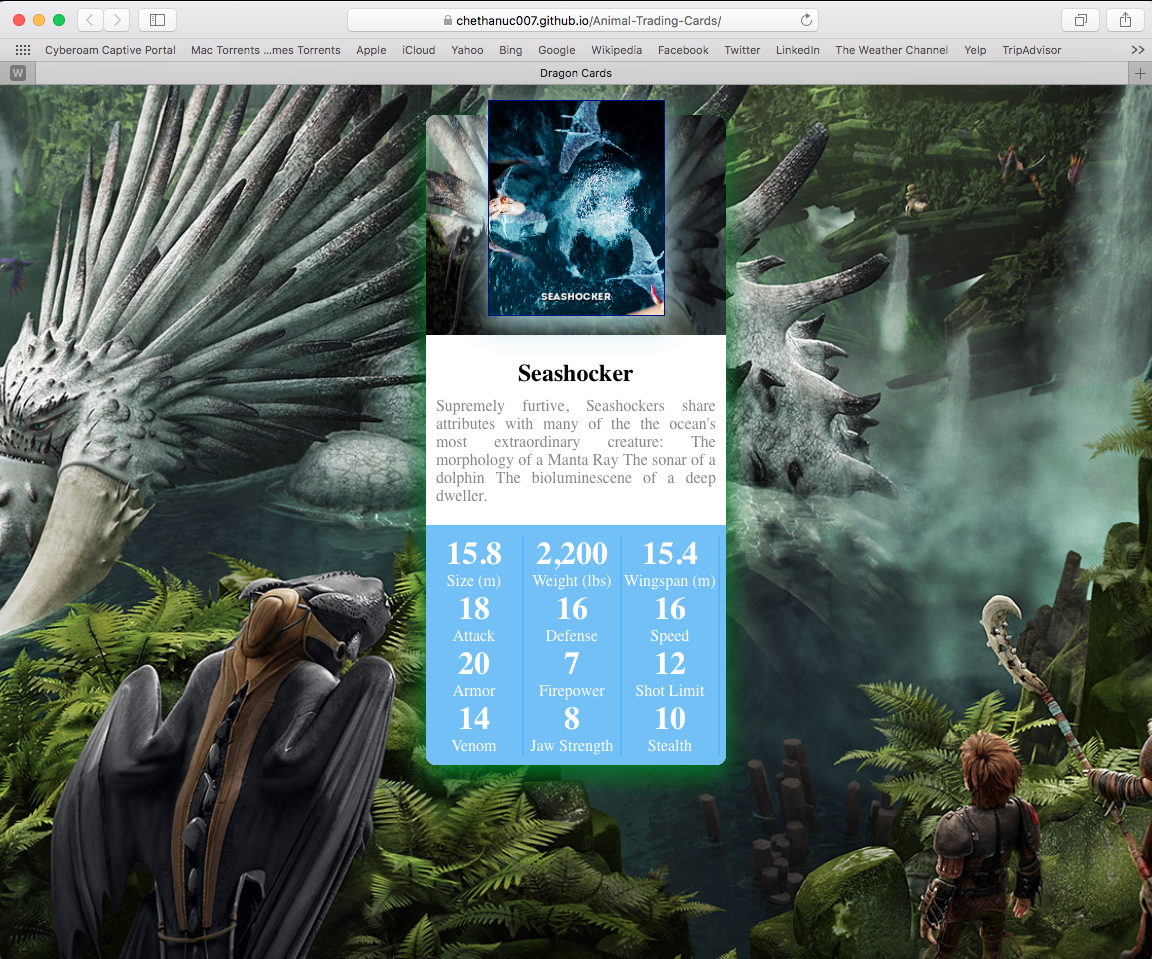 chethanuc007.github.io/Animal-Trading-Cards/
Cyberoam Captive Portal Mac Torrents ...mes Torrents Apple iCloud Yahoo Bing Google Wikipedia Facebook Twitter LinkedIn The Weather Channel Yelp TripAdvisor >>
W Dragon Cards +
SEASHOCKER
Seashocker
Supremely furtive, Seashockers share
attributes with many of the the ocean's
most extraordinary creature: The
morphology of a Manta Ray The sonar of a
dolphin The bioluminescene of a deep
dweller.
15.8 2,200 15.4
Size (m) Weight (lbs) Wingspan (m)
18 16 16
Attack Defense Speed
20 7 12
Armor Firepower Shot Limit
14 8 10
Venom Jaw Strength Stealth